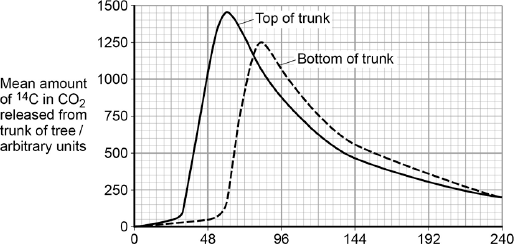 1500
1250
1000
750
500
250
0
Mean amount
of ¹⁴C in CO₂
released from
trunk of tree /
arbitrary units
Top of trunk
Bottom of trunk
0 48 96 144 192 240